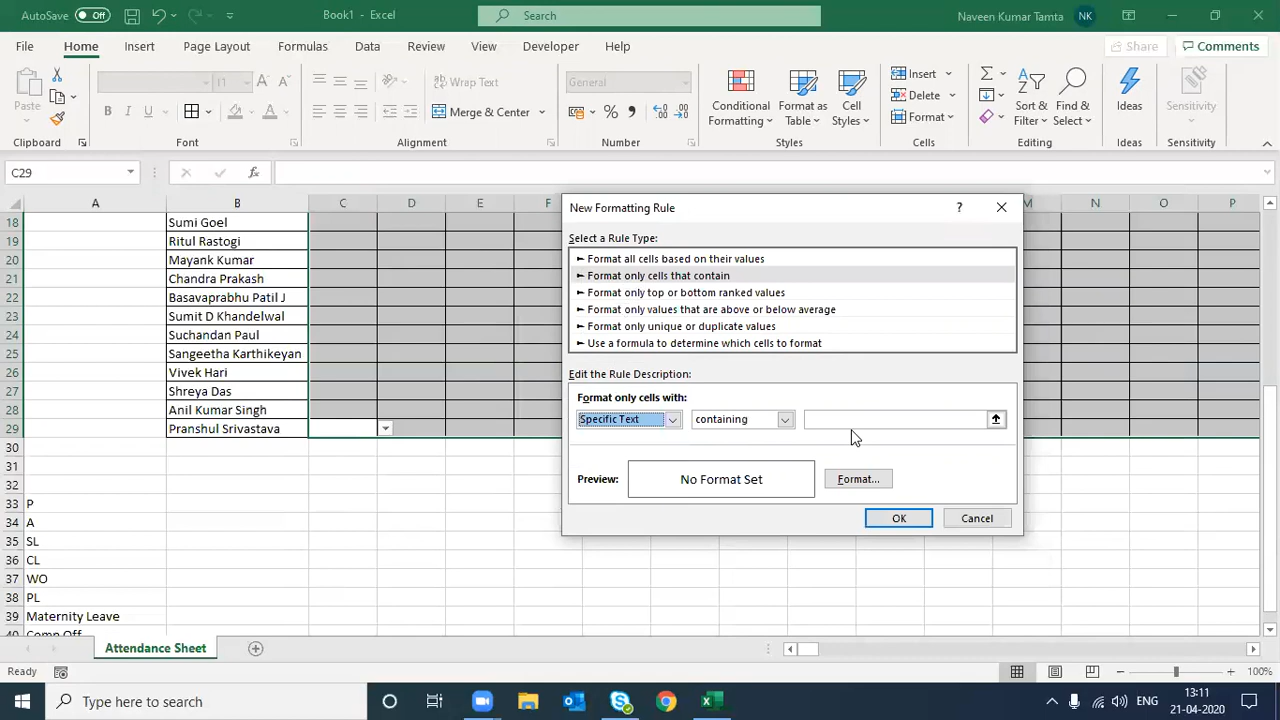 AutoSave Off Book1 - Excel Search Naveen Kumar Tamta NK
File Home Insert Page Layout Formulas Data Review View Developer Help Share Comments
Paste 11 A A Wrap Text General Conditional Formatting Format as Table Cell Styles Insert Delete Format Sort & Filter Find & Select Ideas Sensitivity
B I U A Merge & Center % ,
Clipboard Font Alignment Number Styles Cells Editing Ideas Sensitivity
C29 fx
A B C D E F M N O P
18 Sumi Goel
19 Ritul Rastogi
20 Mayank Kumar
21 Chandra Prakash
22 Basavaprabhu Patil J
23 Sumit D Khandelwal
24 Suchandan Paul
25 Sangeetha Karthikeyan
26 Vivek Hari
27 Shreya Das
28 Anil Kumar Singh
29 Pranshul Srivastava
30
31
32
33 P
34 A
35 SL
36 CL
37 WO
38 PL
39 Maternity Leave
40 Comp Off
New Formatting Rule ?
Select a Rule Type:
► Format all cells based on their values
► Format only cells that contain
► Format only top or bottom ranked values
► Format only values that are above or below average
► Format only unique or duplicate values
► Use a formula to determine which cells to format
Edit the Rule Description:
Format only cells with:
Specific Text containing
Preview: No Format Set Format...
OK Cancel
Attendance Sheet
Ready 100%
Type here to search ENG 13:11
21-04-2020